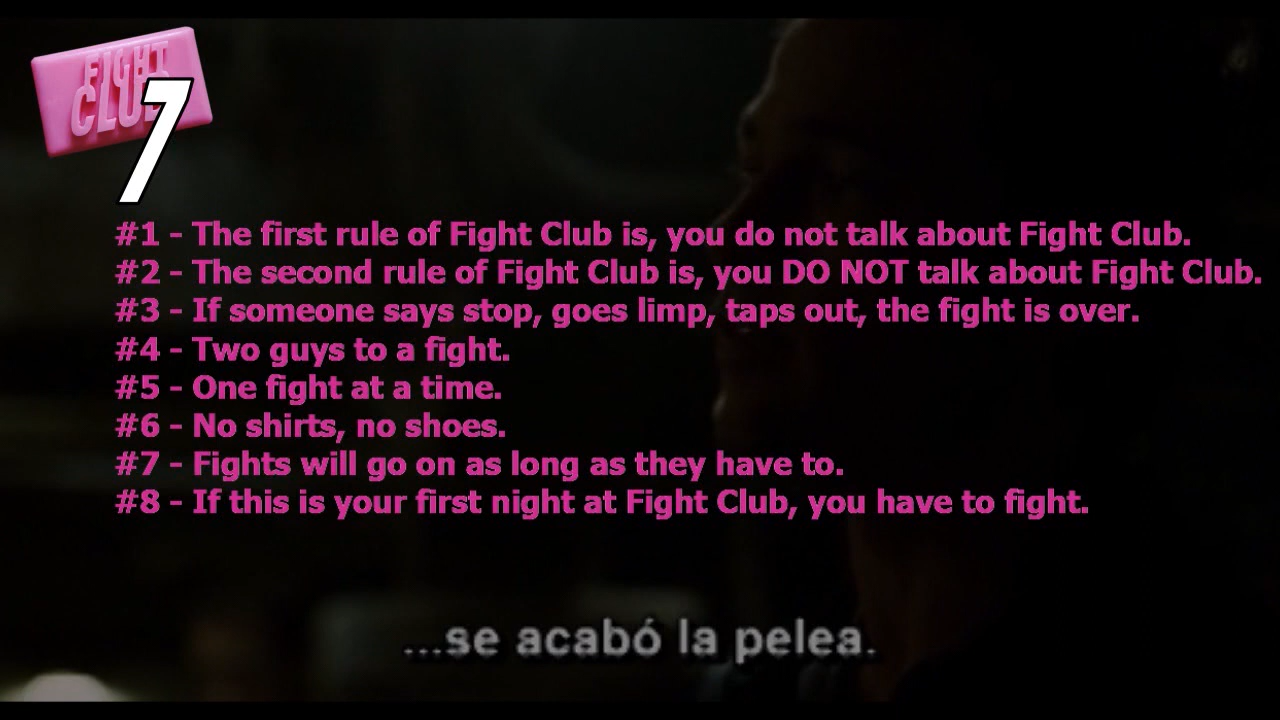 FIGHT
CLUB
7
#1 - The first rule of Fight Club is, you do not talk about Fight Club.
#2 - The second rule of Fight Club is, you DO NOT talk about Fight Club.
#3 - If someone says stop, goes limp, taps out, the fight is over.
#4 - Two guys to a fight.
#5 - One fight at a time.
#6 - No shirts, no shoes.
#7 - Fights will go on as long as they have to.
#8 - If this is your first night at Fight Club, you have to fight.
...se acabó la pelea.